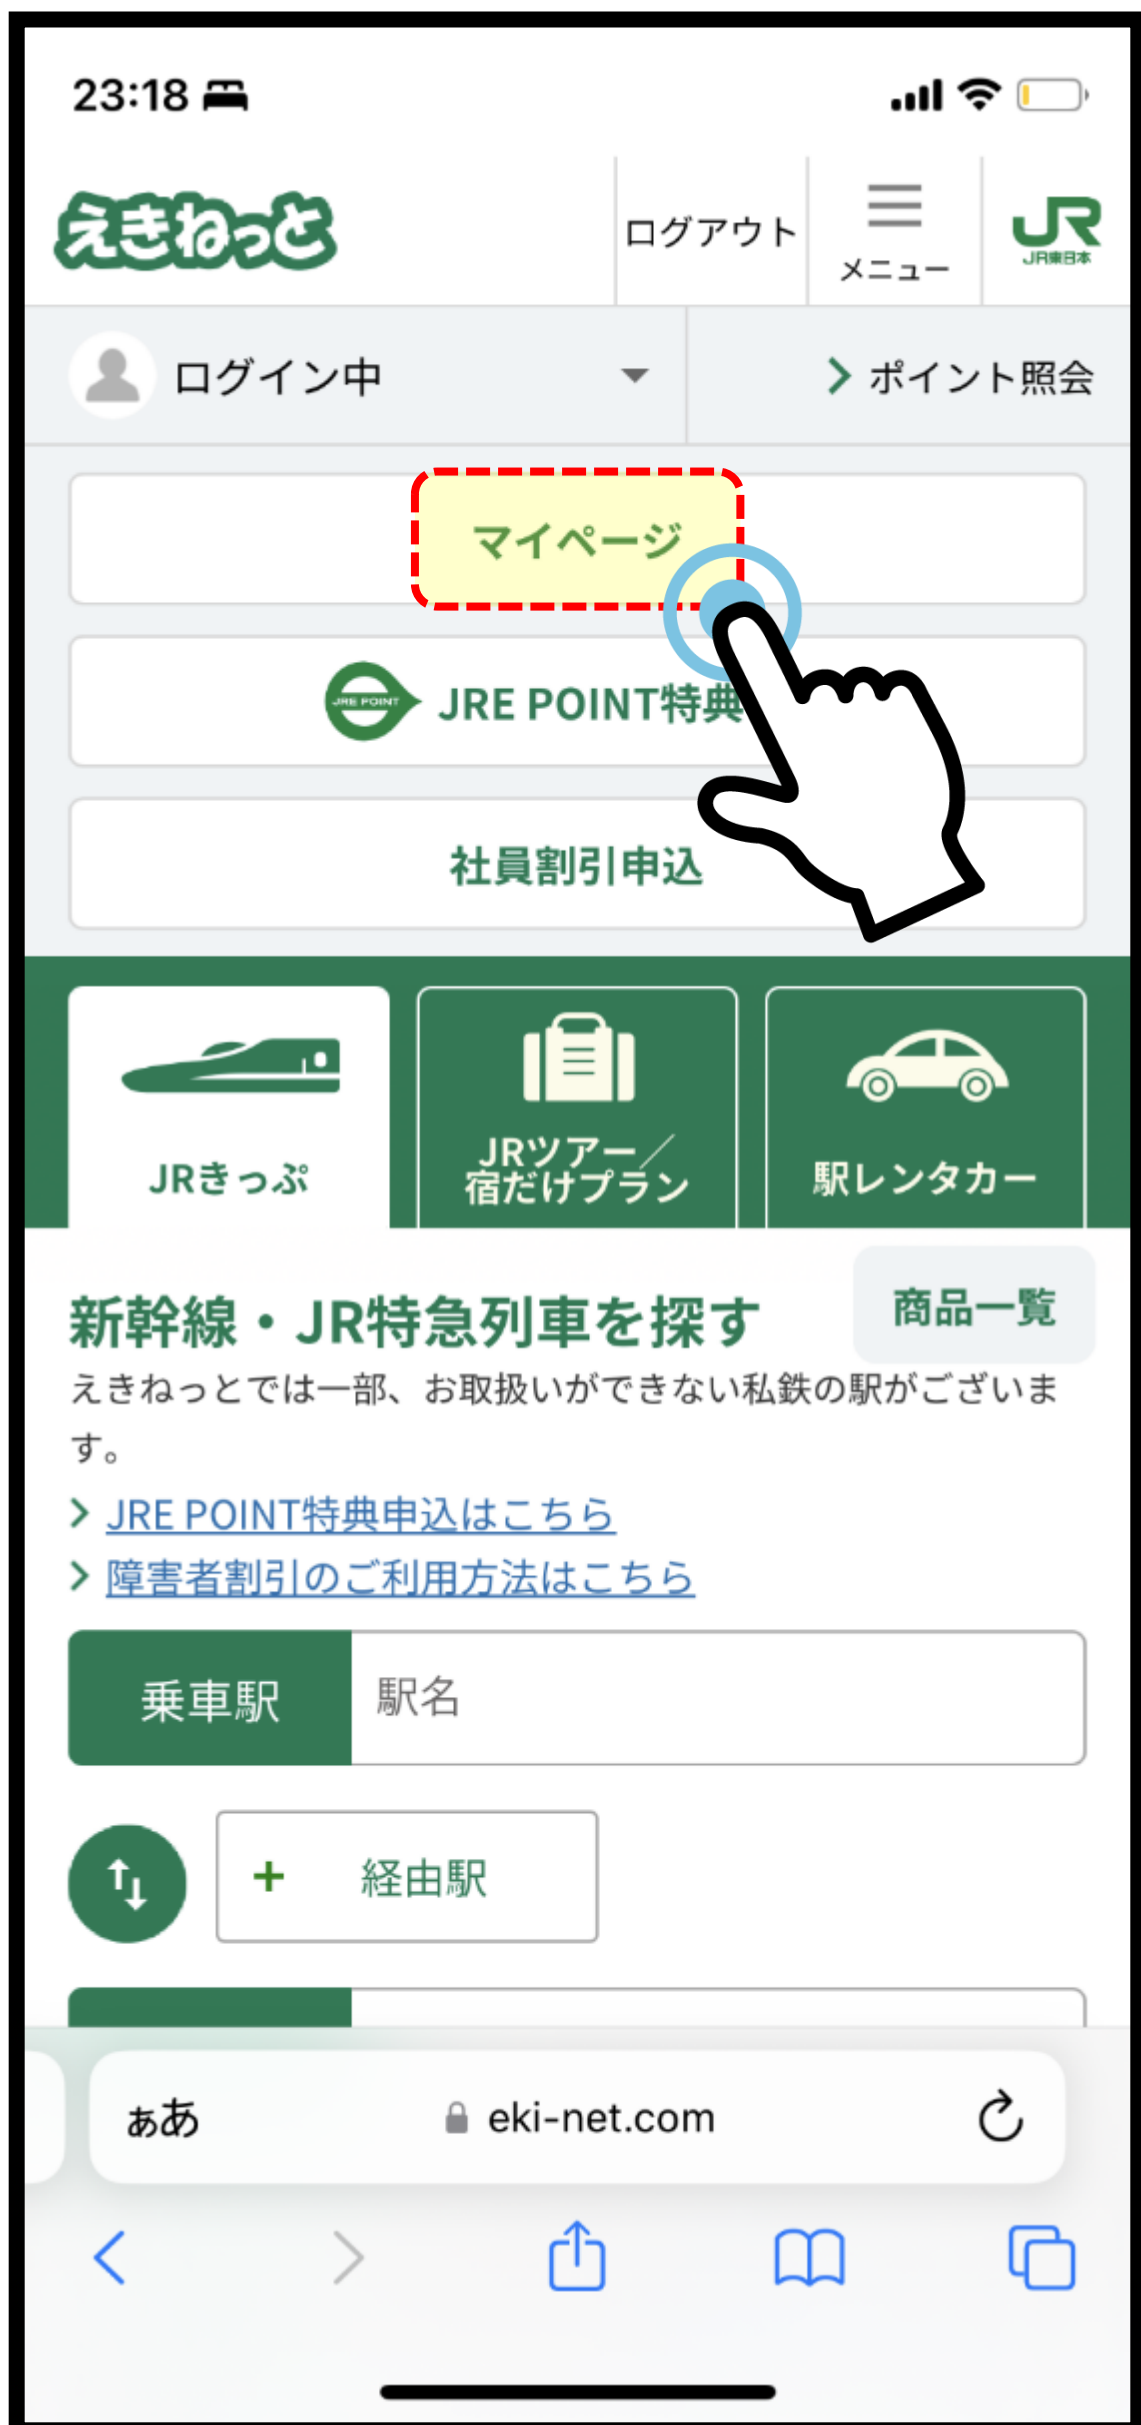 23:18
えきねっと
ログアウト
メニュー
JR
JR東日本
ログイン中
ポイント照会
マイページ
JRE POINT
JRE POINT特典
社員割引申込
JRきっぷ
JRツアー／
宿だけプラン
駅レンタカー
新幹線・JR特急列車を探す
商品一覧
えきねっとでは一部、お取扱いができない私鉄の駅がございま
す。
JRE POINT特典申込はこちら
障害者割引のご利用方法はこちら
乗車駅
駅名
+ 経由駅
ぁあ
eki-net.com